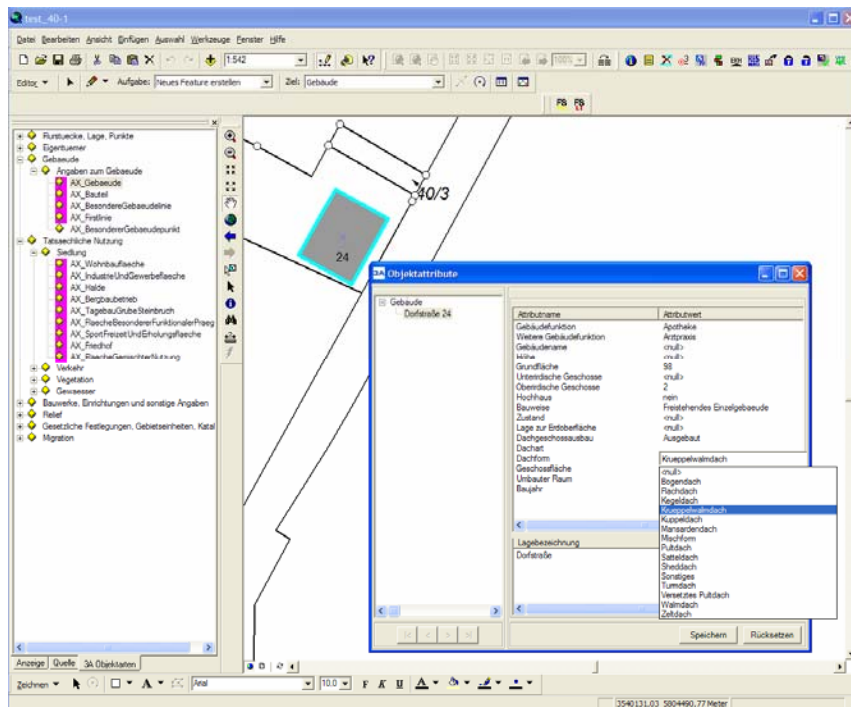 test_40-1
Datei Bearbeiten Ansicht Einfügen Auswahl Werkzeuge Fenster Hilfe
1:542
100%
Editor Aufgabe: Neues Feature erstellen Ziel: Gebäude
Flurstuecke, Lage, Punkte
Eigentuemer
Gebaeude
Angaben zum Gebaeude
AX_Gebaeude
AX_Bauteil
AX_BesondereGebaeudelinie
AX_Firstlinie
AX_BesondererGebaeudepunkt
Tatsaechliche Nutzung
Siedlung
AX_Wohnbauflaeche
AX_IndustrieUndGewerbeflaeche
AX_Halde
AX_Bergbaubetrieb
AX_TagebauGrubeSteinbruch
AX_FlaecheBesondererFunktionalerPraeg
AX_SportFreizeitUndErholungsflaeche
AX_Friedhof
AX_FlaecheGemischterNutzung
Verkehr
Vegetation
Gewaesser
Bauwerke, Einrichtungen und sonstige Angaben
Relief
Gesetzliche Festlegungen, Gebietseinheiten, Katal
Migration
Anzeige Quelle 3A Objektarten
40/3
24
3A Objektattribute
Gebäude
Dorfstraße 24
Attributname Attributwert
Gebäudefunktion Apotheke
Weitere Gebäudefunktion Arztpraxis
Gebäudename <null>
Höhe <null>
Grundfläche 98
Unterirdische Geschosse <null>
Oberirdische Geschosse 2
Hochhaus nein
Bauweise Freistehendes Einzelgebaeude
Zustand <null>
Lage zur Erdoberfläche <null>
Dachgeschossausbau Ausgebaut
Dachart
Dachform Krueppelwalmdach
Geschossfläche
Umbauter Raum
Baujahr
<null>
Bogendach
Flachdach
Kegeldach
Krueppelwalmdach
Kuppeldach
Mansardendach
Mischform
Pultdach
Satteldach
Sheddach
Sonstiges
Turmdach
Versetztes Pultdach
Walmdach
Zeltdach
Lagebezeichnung
Dorfstraße
Speichern Rücksetzen
Zeichnen Arial 10.0 F K U A
3540131.03 5804490.77 Meter